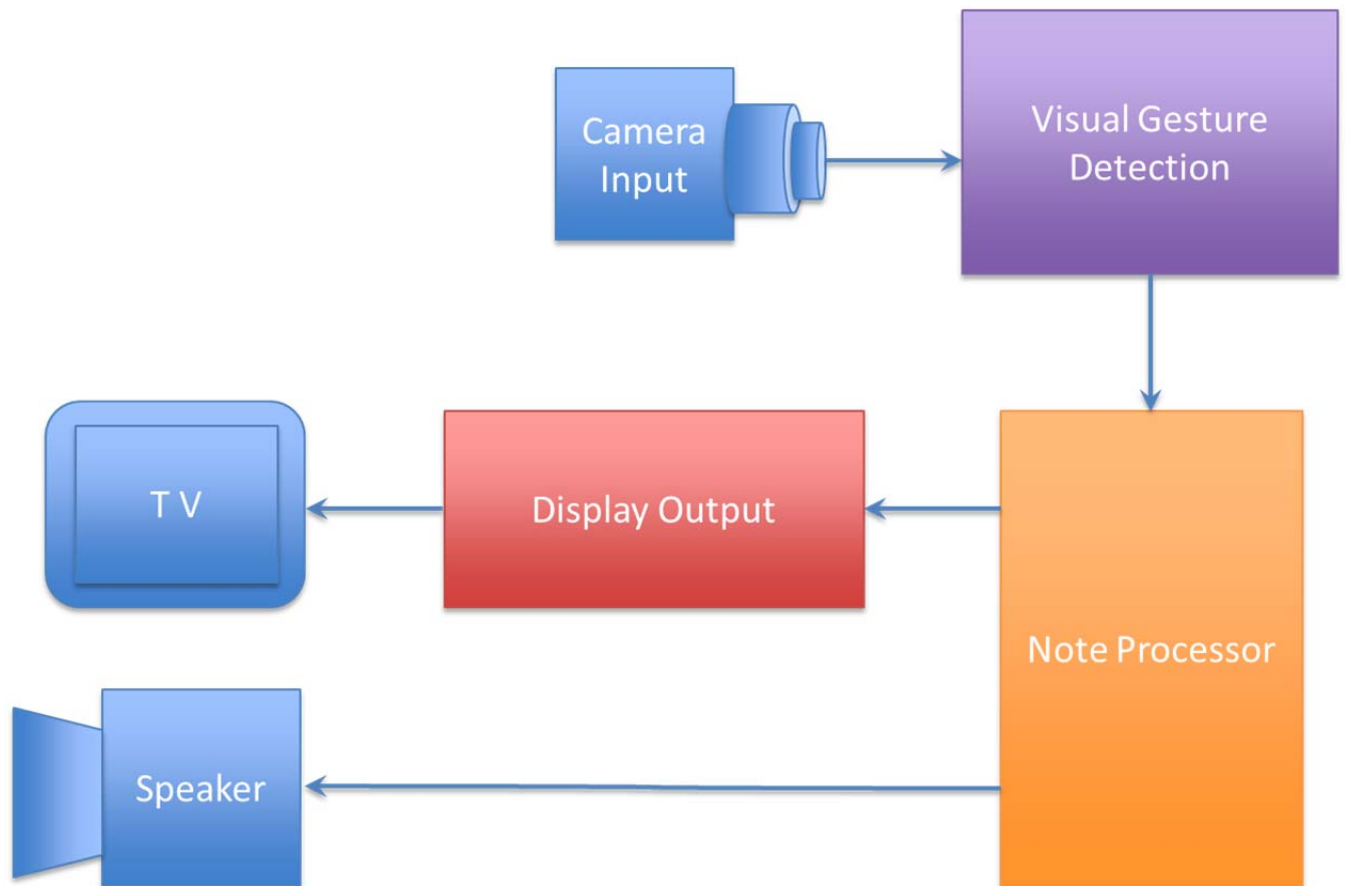 Camera
Input
Visual Gesture
Detection
T V
Display Output
Note Processor
Speaker